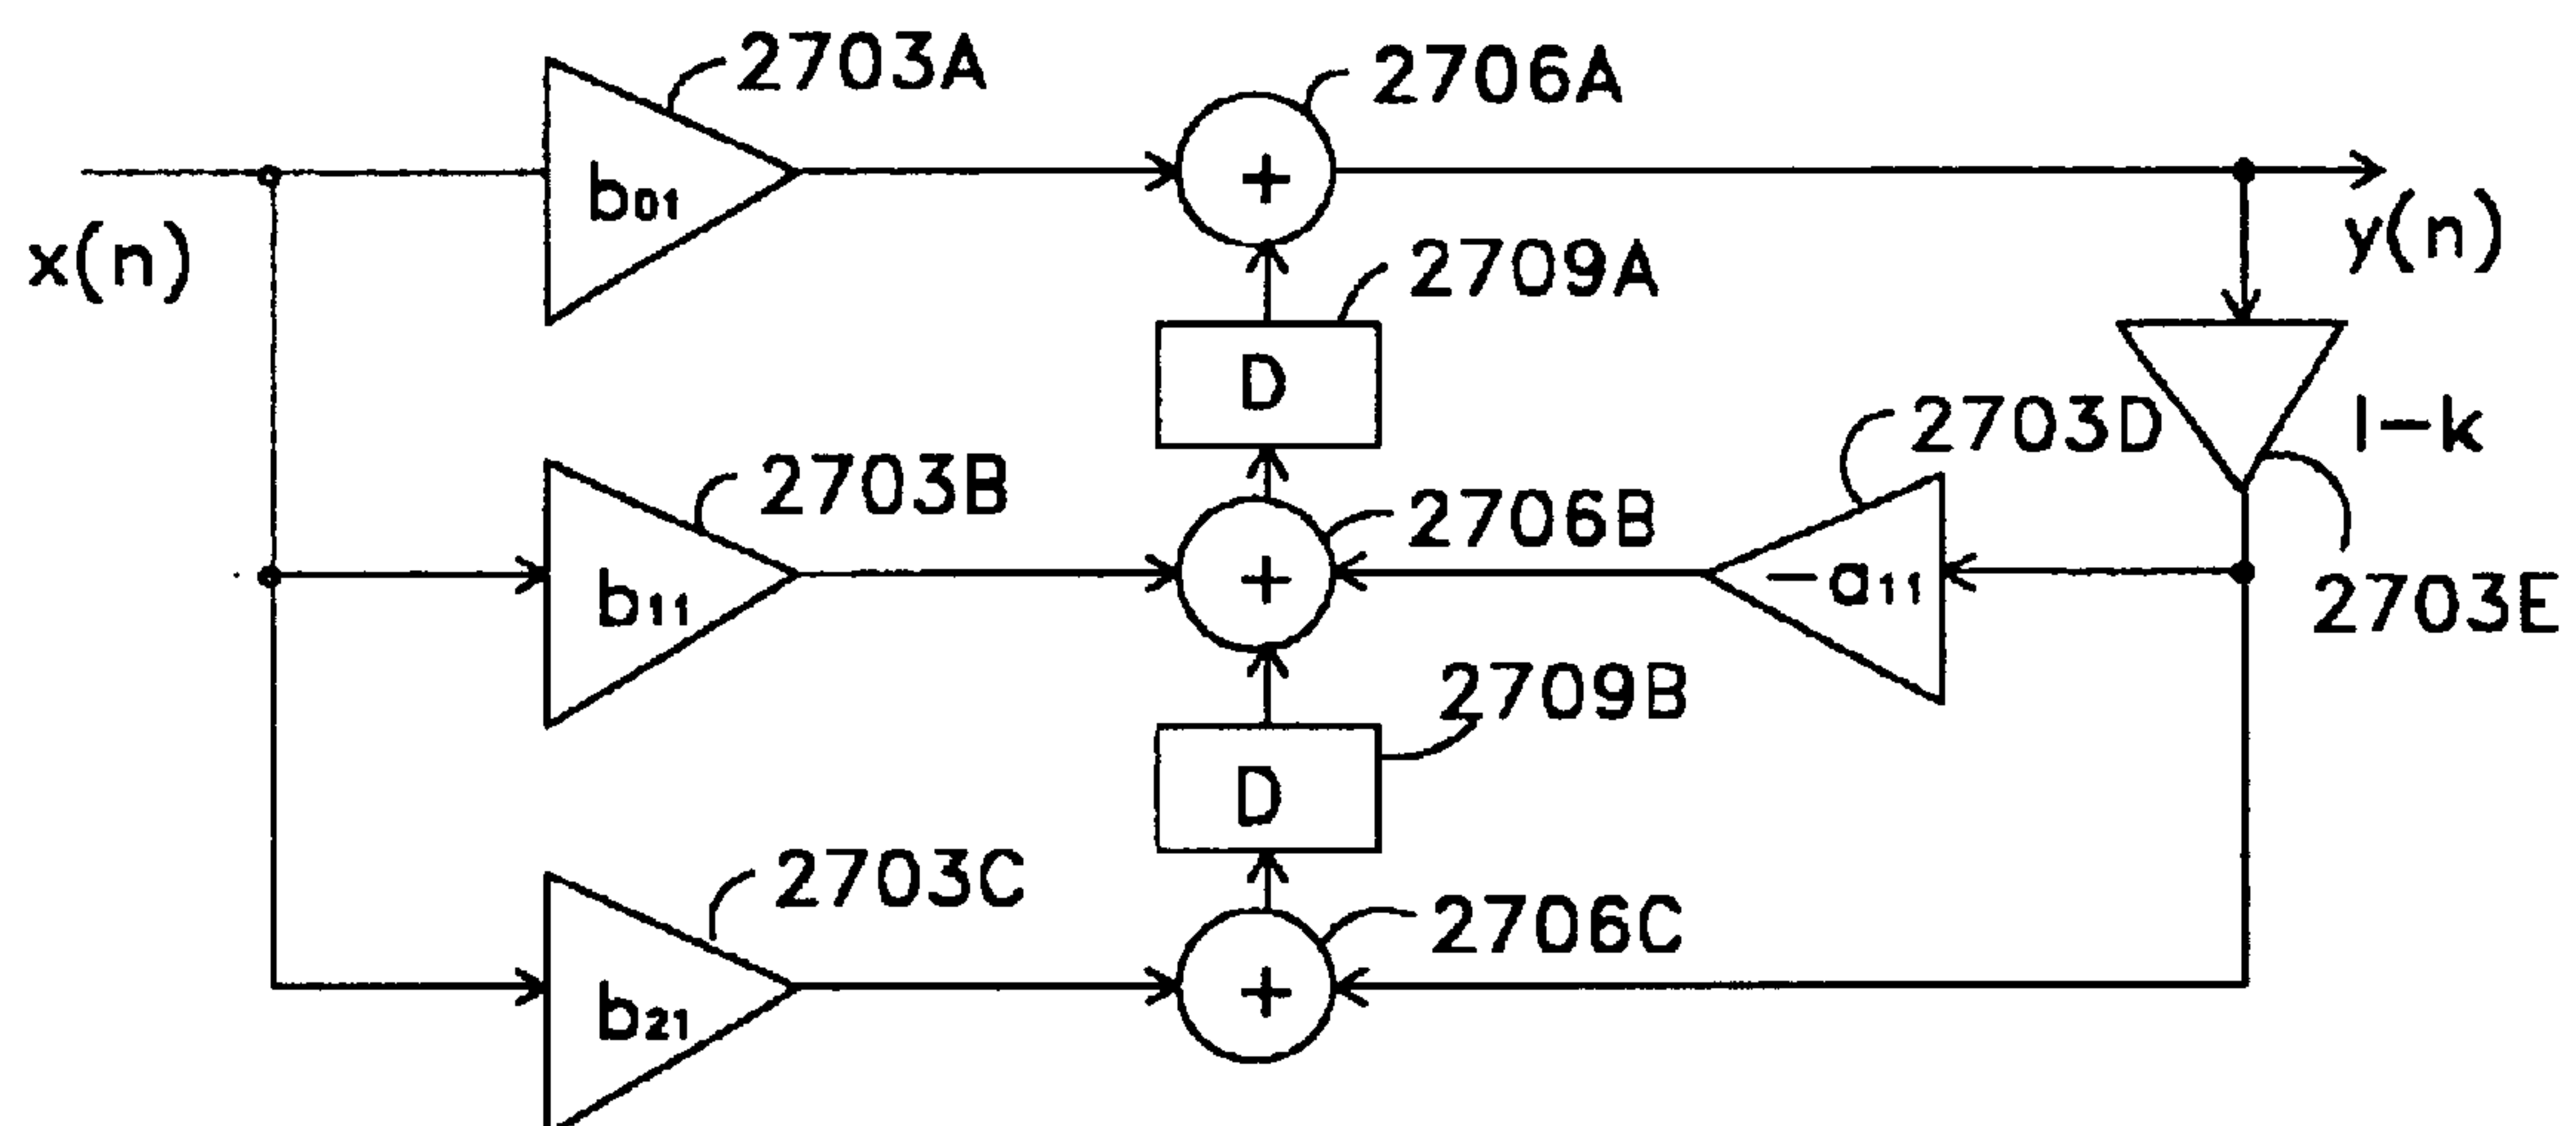 2703A
2706A
+
b01
x(n)
y(n)
2709A
D
1-k
2703D
2703B
2706B
b11
+
-a11
2703E
2709B
D
2703C
2706C
b21
+